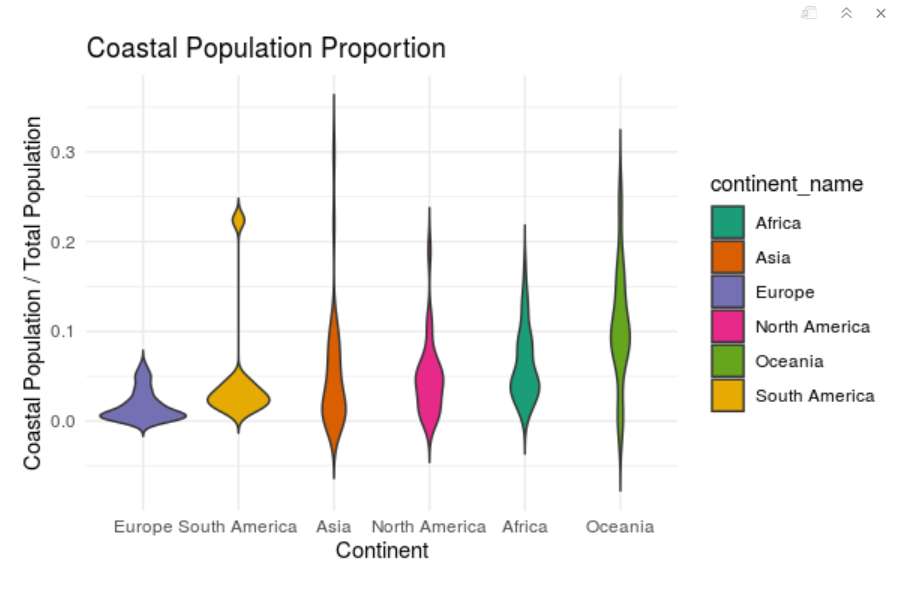 Coastal Population Proportion
Coastal Population / Total Population
0.3
0.2
0.1
0.0
Europe South America Asia North America Africa Oceania
Continent
continent_name
Africa
Asia
Europe
North America
Oceania
South America